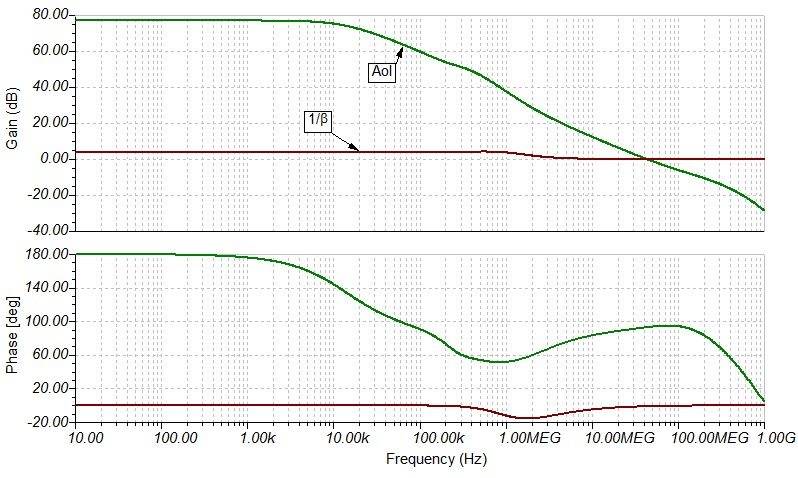 80.00
60.00
Aol
40.00
1/β
20.00
0.00
-20.00
-40.00
Gain (dB)
180.00
140.00
100.00
60.00
20.00
-20.00
Phase [deg]
10.00 100.00 1.00k 10.00k 100.00k 1.00MEG 10.00MEG 100.00MEG 1.00G
Frequency (Hz)